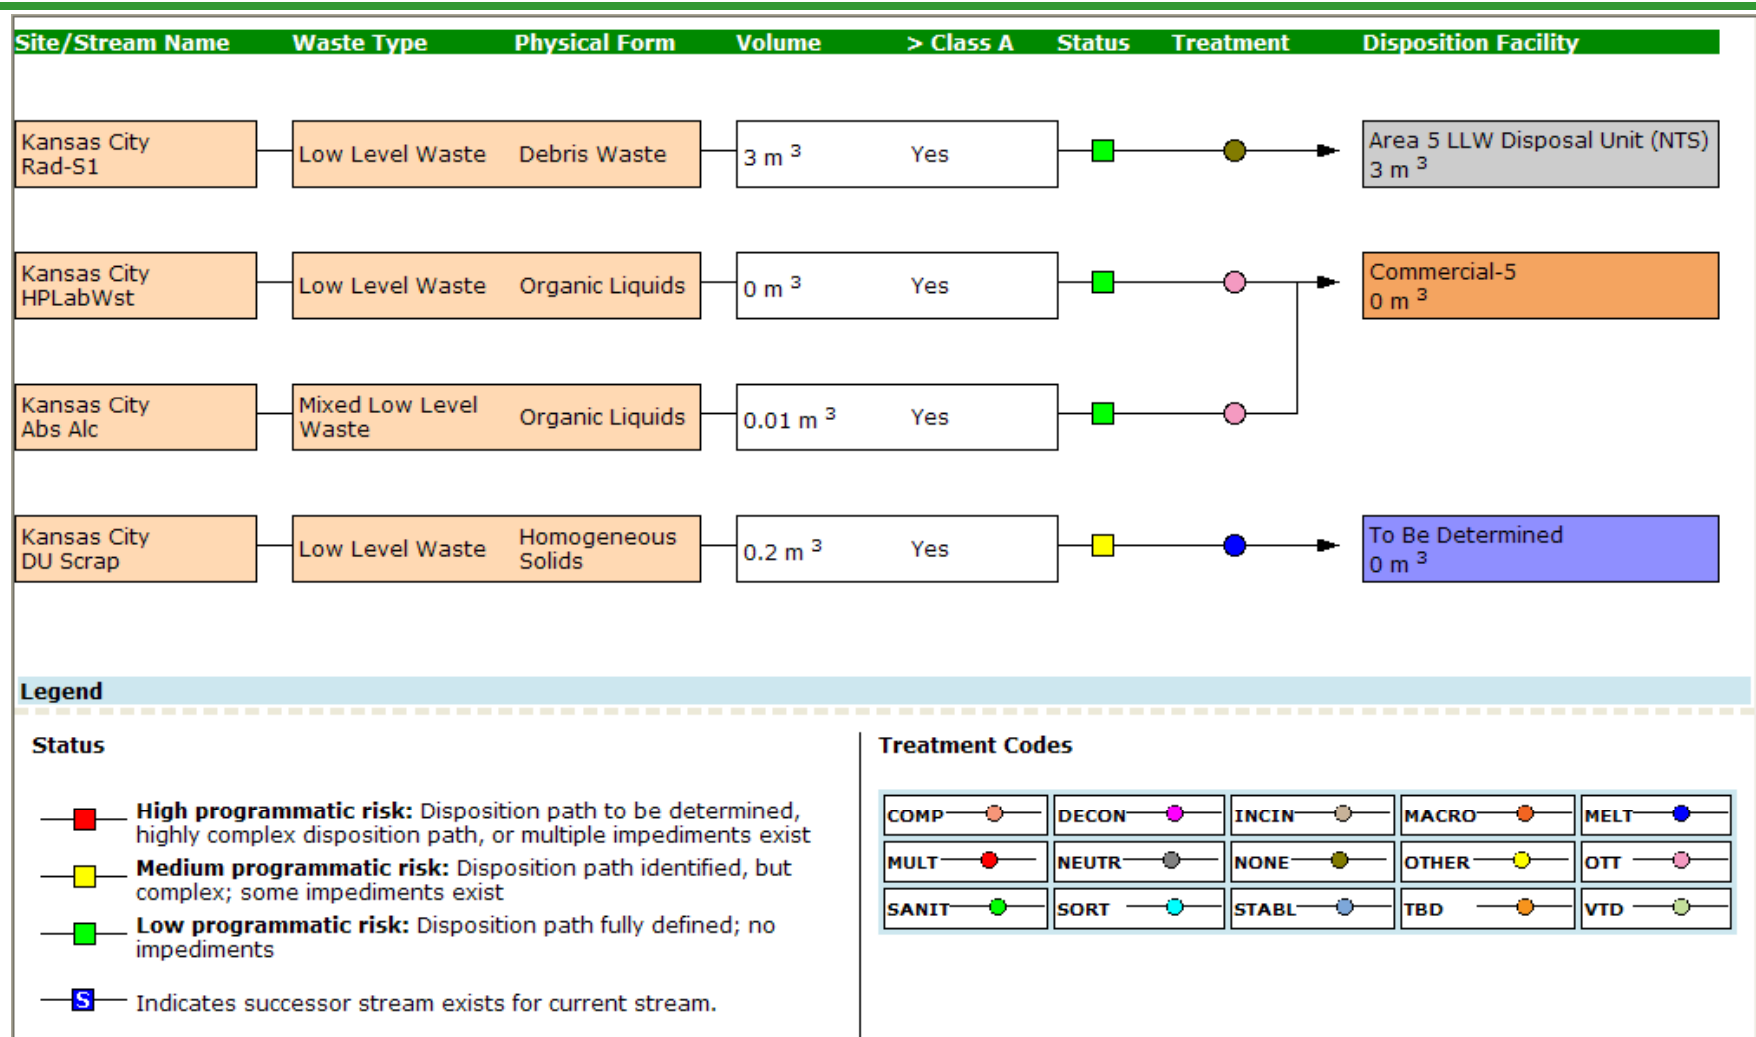 Site/Stream Name Waste Type Physical Form Volume > Class A Status Treatment Disposition Facility
Kansas City
Rad-S1
Low Level Waste Debris Waste
3 m 3 Yes
Area 5 LLW Disposal Unit (NTS)
3 m 3
Kansas City
HPLabWst
Low Level Waste Organic Liquids
0 m 3 Yes
Commercial-5
0 m 3
Kansas City
Abs Alc
Mixed Low Level
Waste
Organic Liquids
0.01 m 3 Yes
Kansas City
DU Scrap
Low Level Waste
Homogeneous
Solids
0.2 m 3 Yes
To Be Determined
0 m 3
Legend
Status
High programmatic risk: Disposition path to be determined,
highly complex disposition path, or multiple impediments exist
Medium programmatic risk: Disposition path identified, but
complex; some impediments exist
Low programmatic risk: Disposition path fully defined; no
impediments
S Indicates successor stream exists for current stream.
Treatment Codes
COMP DECON INCIN MACRO MELT
MULT NEUTR NONE OTHER OTT
SANIT SORT STABL TBD VTD